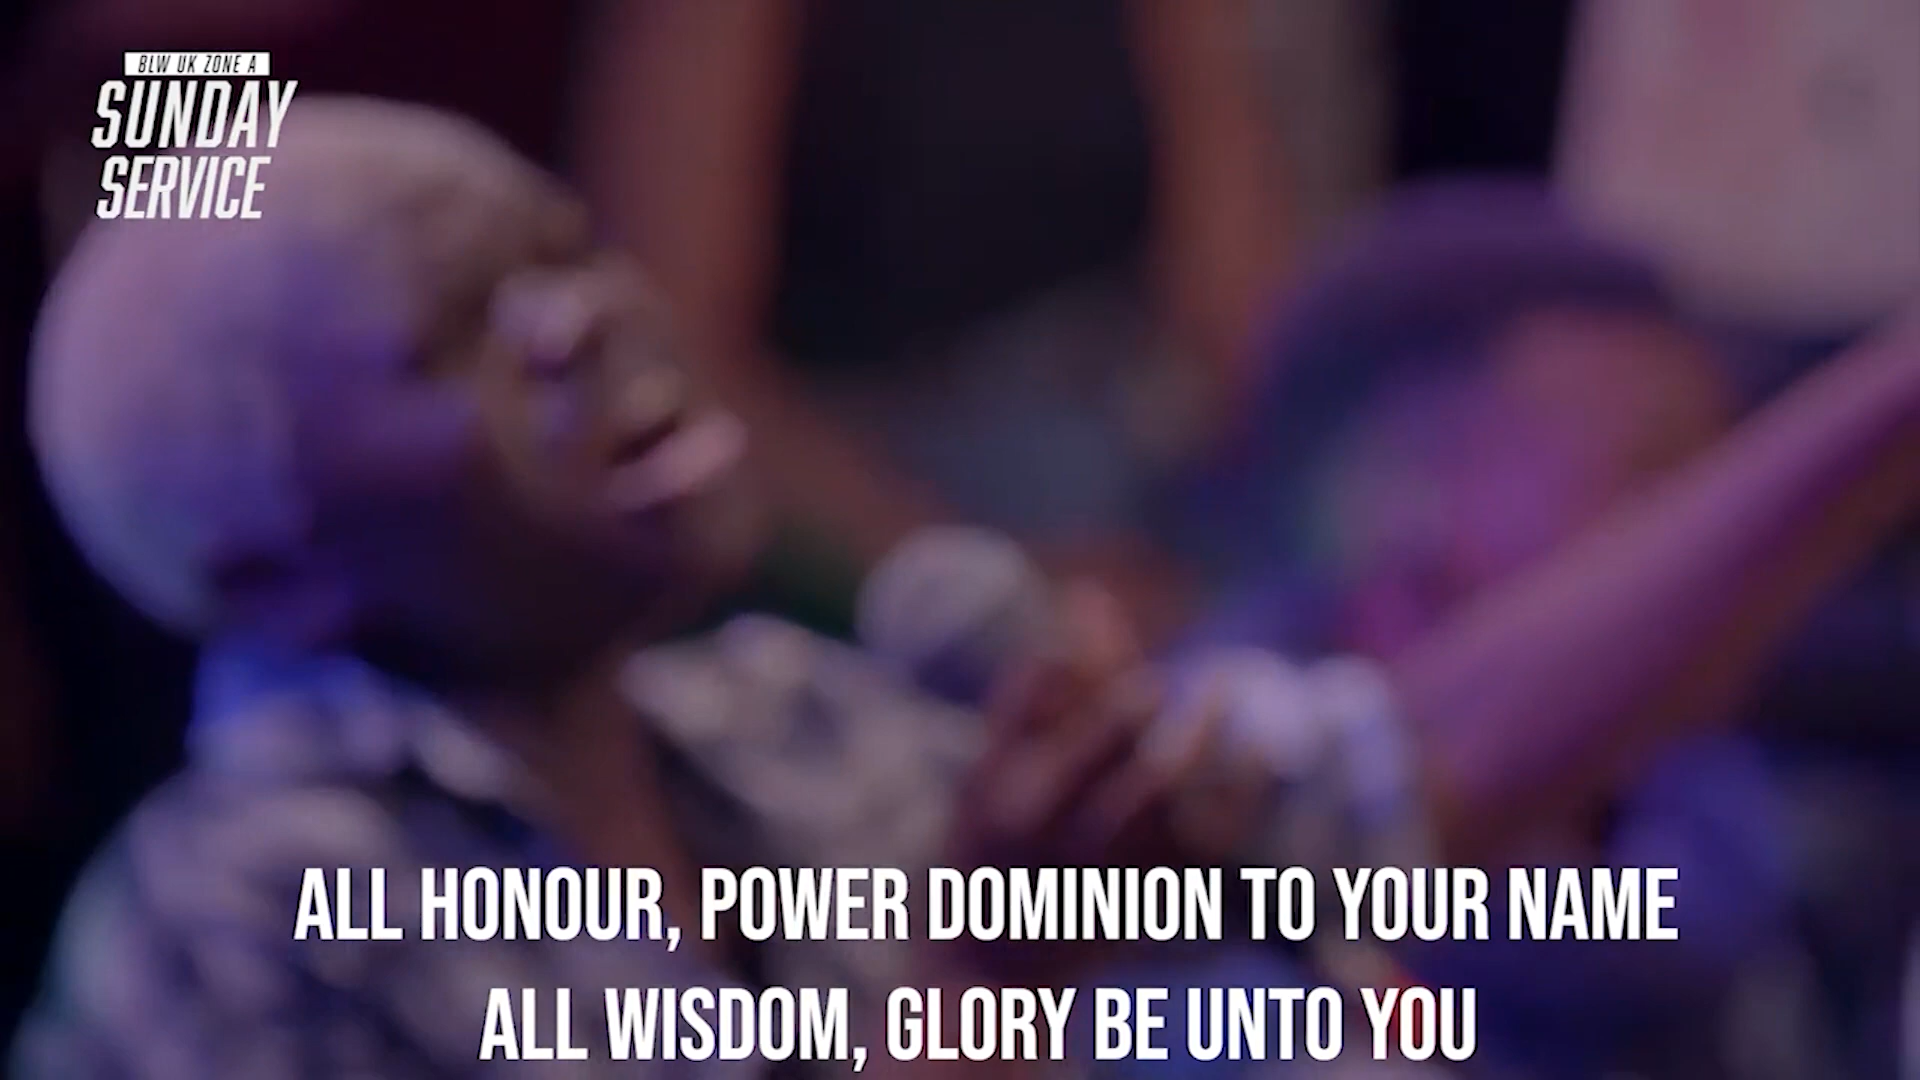 BLW UK ZONE A
SUNDAY
SERVICE
ALL HONOUR, POWER DOMINION TO YOUR NAME
ALL WISDOM, GLORY BE UNTO YOU